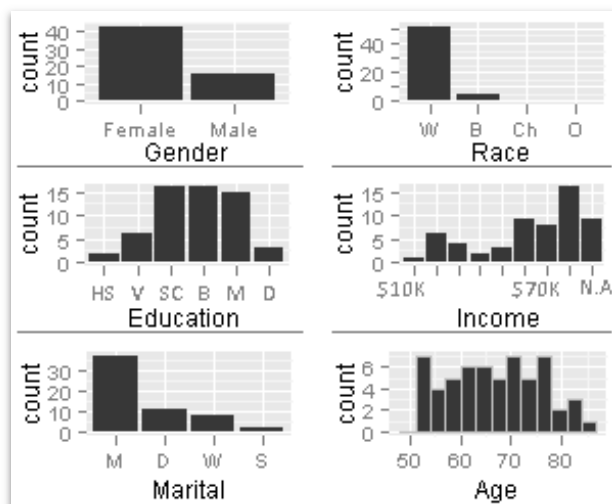 count
40
30
20
10
0
Female Male
Gender
count
40
20
0
W B Ch O
Race
count
15
10
5
0
HS V SC B M D
Education
count
15
10
5
0
$10K $70K N.A
Income
count
30
20
10
0
M D W S
Marital
count
6
4
2
0
50 60 70 80
Age